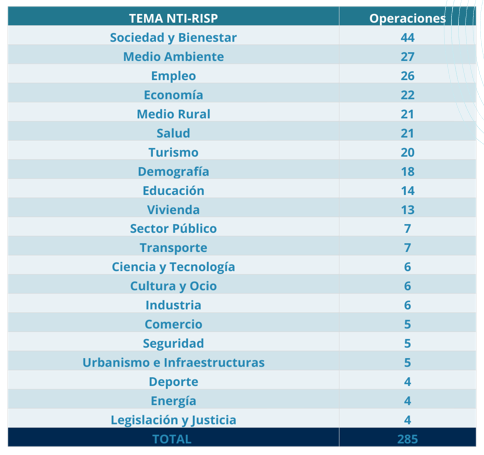 TEMA NTI-RISP Operaciones
Sociedad y Bienestar 44
Medio Ambiente 27
Empleo 26
Economía 22
Medio Rural 21
Salud 21
Turismo 20
Demografía 18
Educación 14
Vivienda 13
Sector Público 7
Transporte 7
Ciencia y Tecnología 6
Cultura y Ocio 6
Industria 6
Comercio 5
Seguridad 5
Urbanismo e Infraestructuras 5
Deporte 4
Energía 4
Legislación y Justicia 4
TOTAL 285